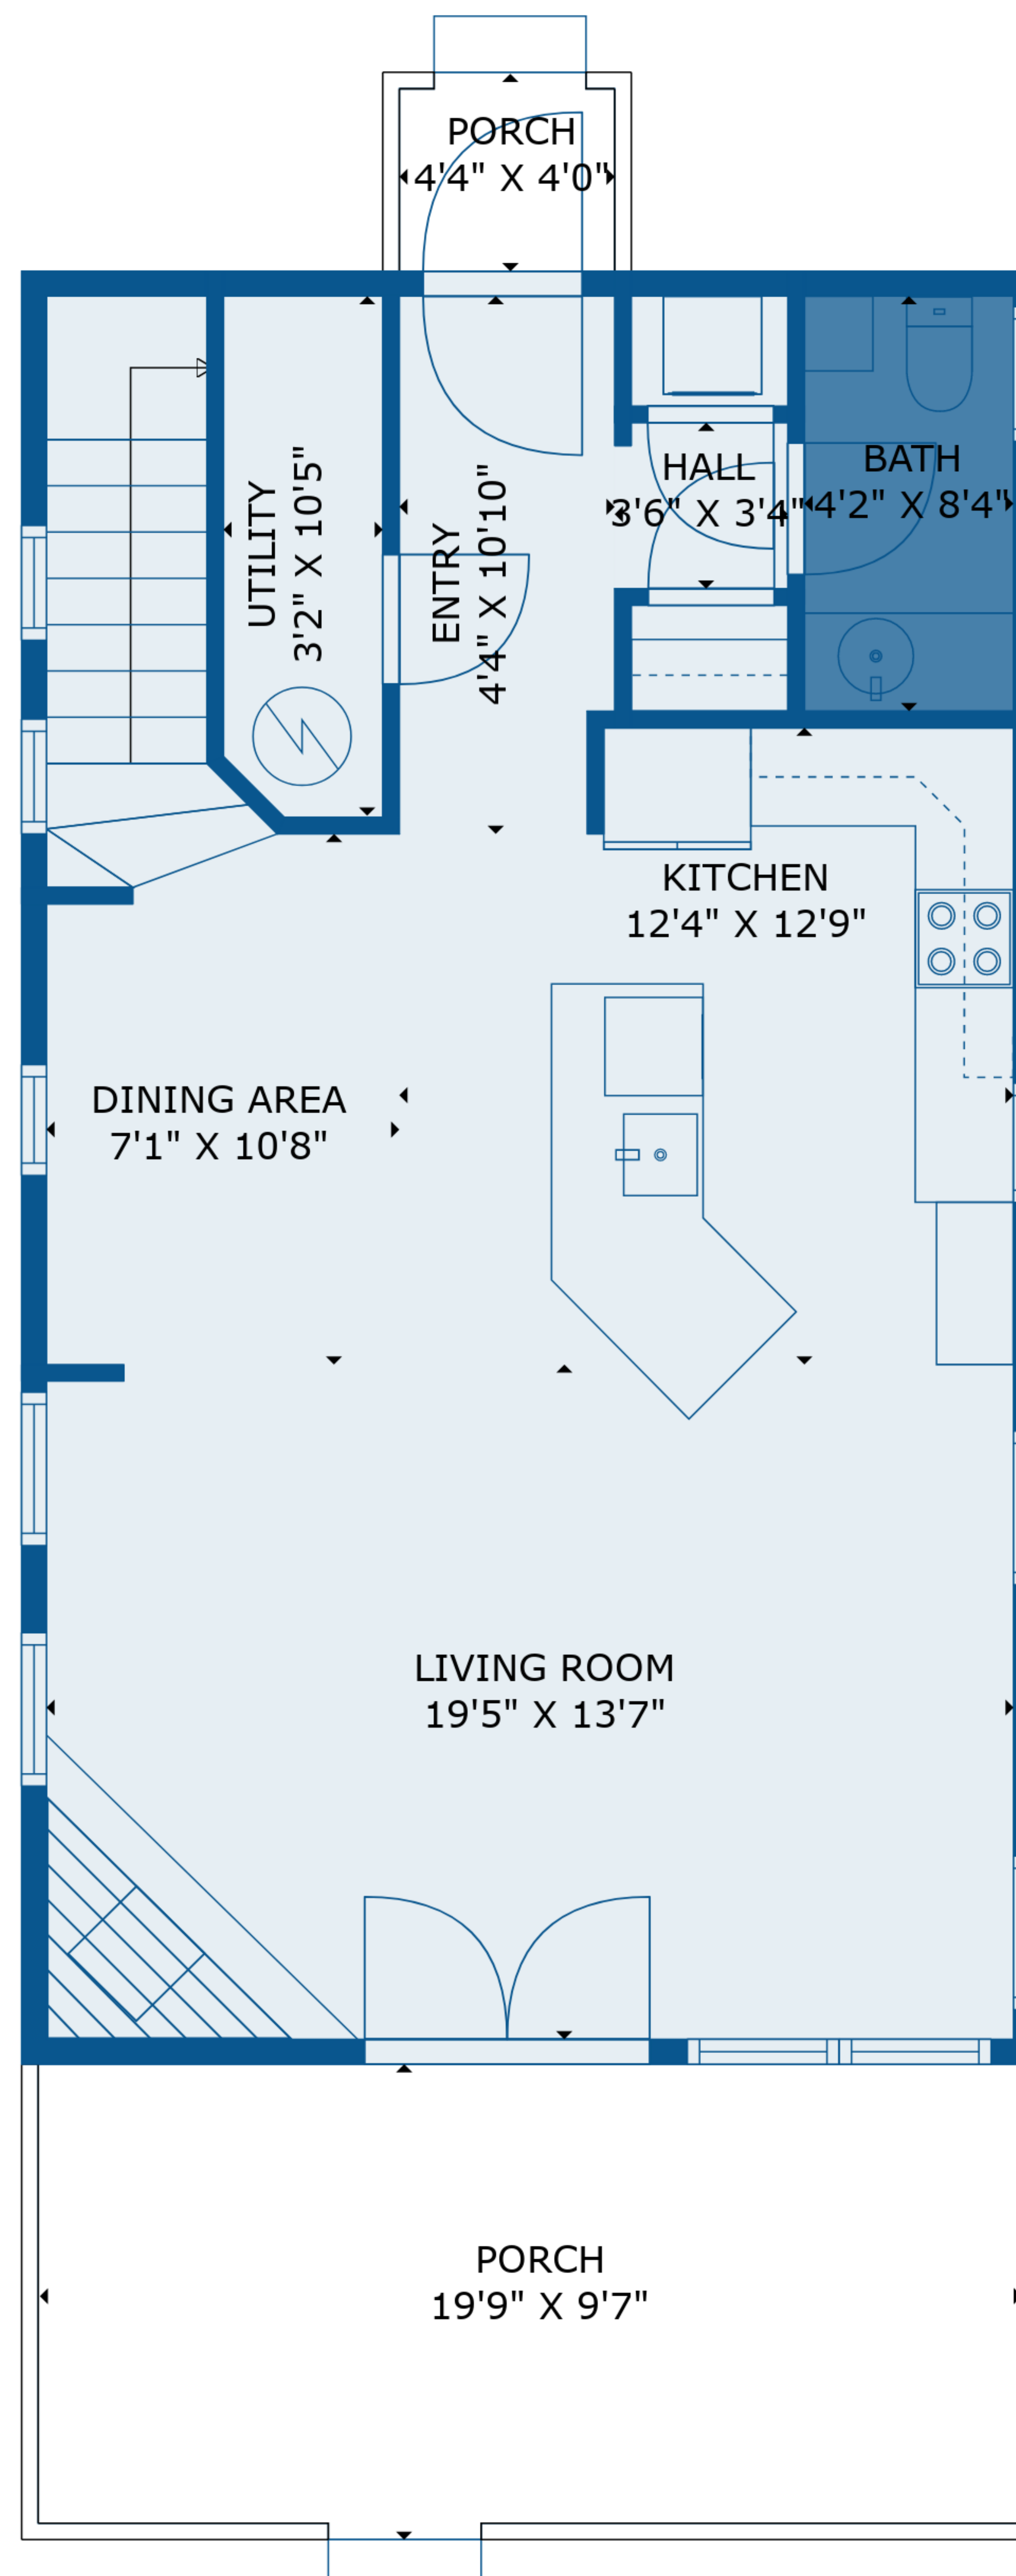 PORCH
4'4" X 4'0"
UTILITY
3'2" X 10'5"
ENTRY
4'4" X 10'10"
HALL
3'6" X 3'4"
BATH
4'2" X 8'4"
KITCHEN
12'4" X 12'9"
DINING AREA
7'1" X 10'8"
LIVING ROOM
19'5" X 13'7"
PORCH
19'9" X 9'7"